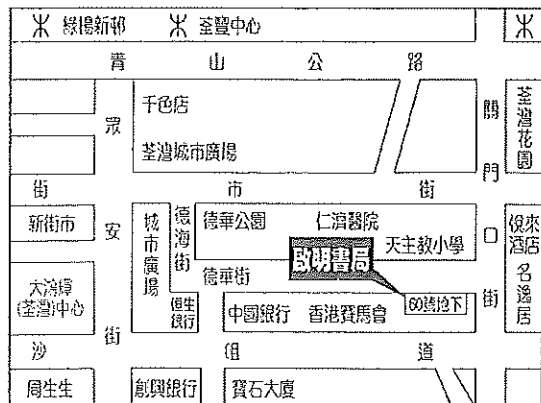 綠楊新邨
荃豐中心
青山公路
千色店
荃灣城市廣場
荃灣花園
眾安街
關門口街
街市街
新街市
城市廣場
德海街
德華公園
仁濟醫院
天主教小學
悅來酒店
名逸居
啟明書局
德華街
大鴻輝
(荃灣)中心
恒生
銀行
中國銀行
香港賽馬會
60號地下
沙咀道
周生生
創興銀行
寶石大廈